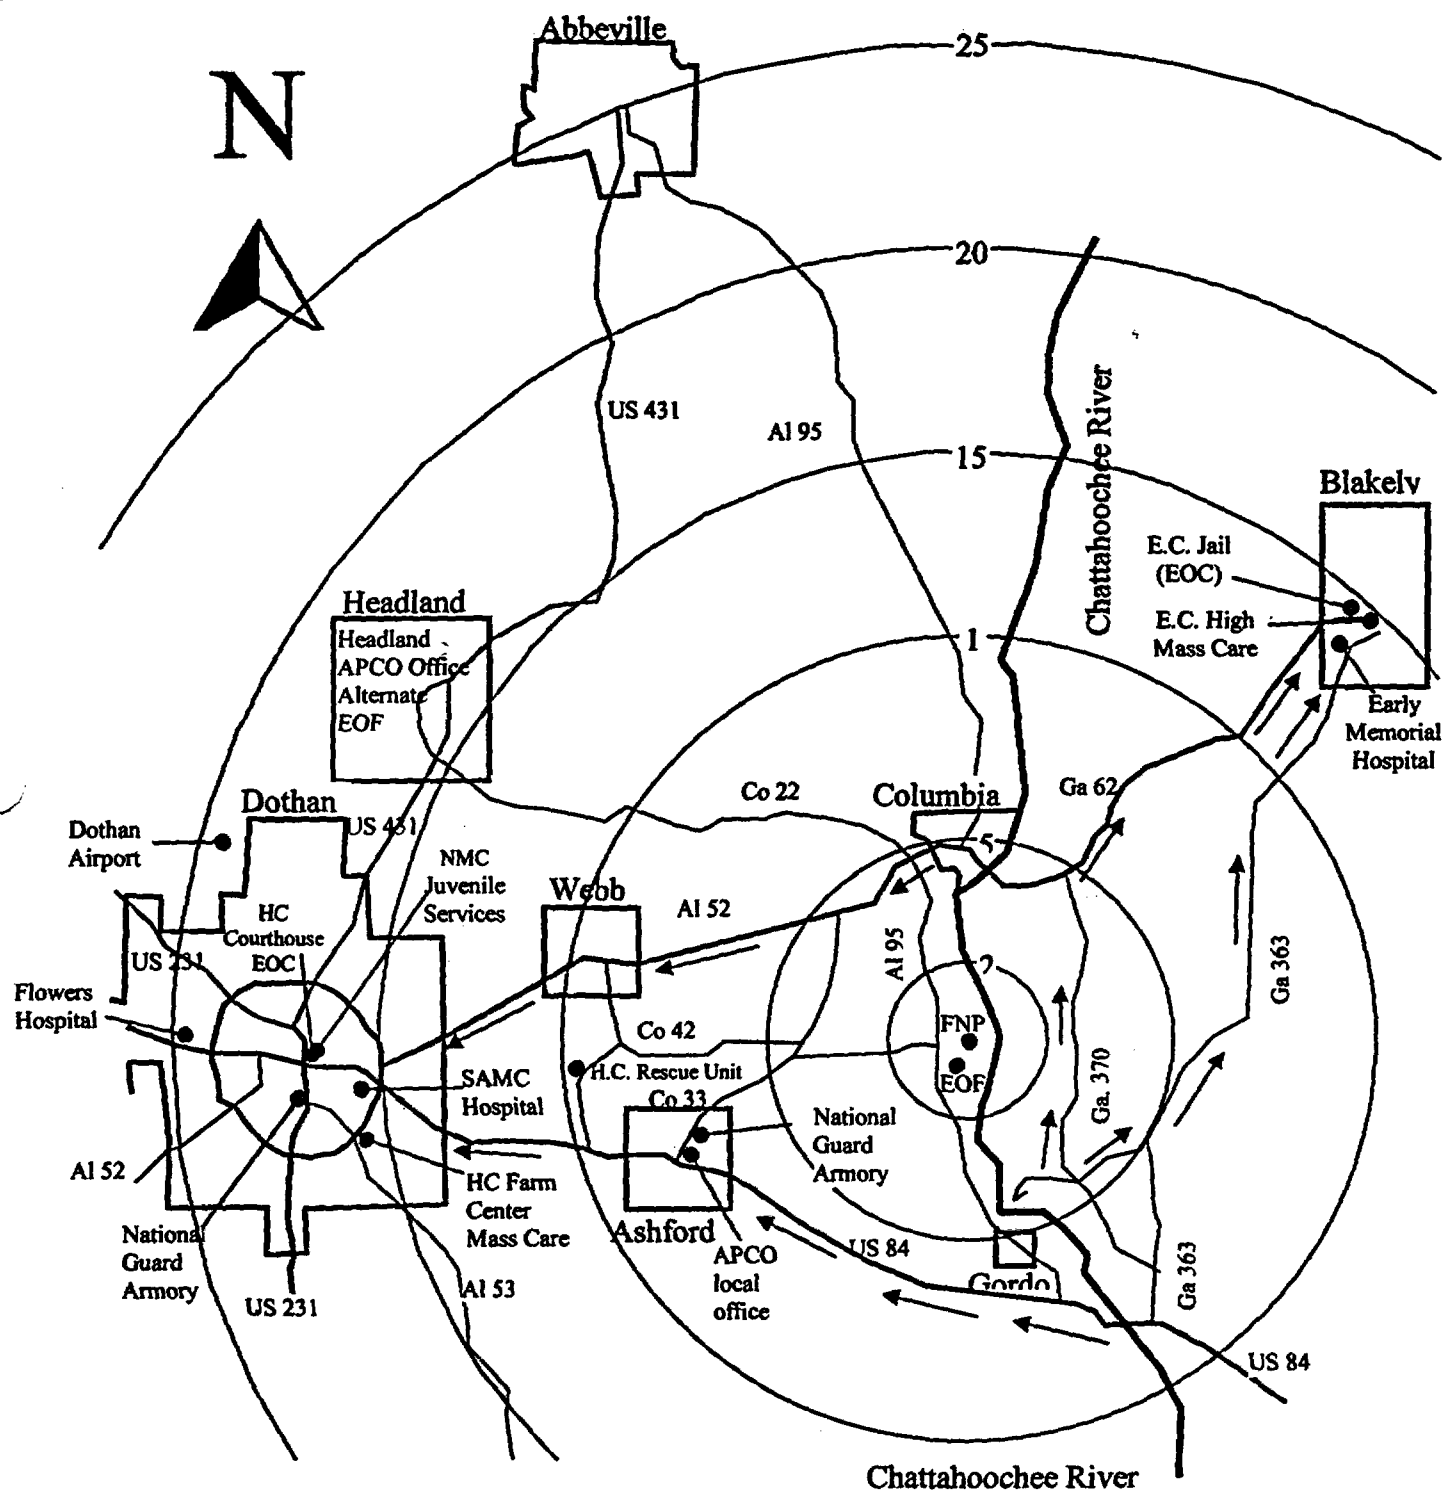 Abbeville
25
N
20
US 431
Al 95
15
Chattahoochee River
Blakely
E.C. Jail
(EOC)
E.C. High
Mass Care
Early
Memorial
Hospital
Headland
Headland
APCO Office
Alternate
EOF
1
Co 22
Columbia
Ga 62
Dothan
US 431
Dothan
Airport
5
NMC
Juvenile
Services
Webb
Al 52
HC
Courthouse
EOC
US 231
Al 95
Ga 363
Flowers
Hospital
2
FNP
EOF
Co 42
H.C. Rescue Unit
Co 33
SAMC
Hospital
Ga. 370
National
Guard
Armory
Al 52
HC Farm
Center
Mass Care
Ashford
National
Guard
Armory
APCO
local
office
US 84
Gordo
Ga 363
US 231
Al 53
US 84
Chattahoochee River